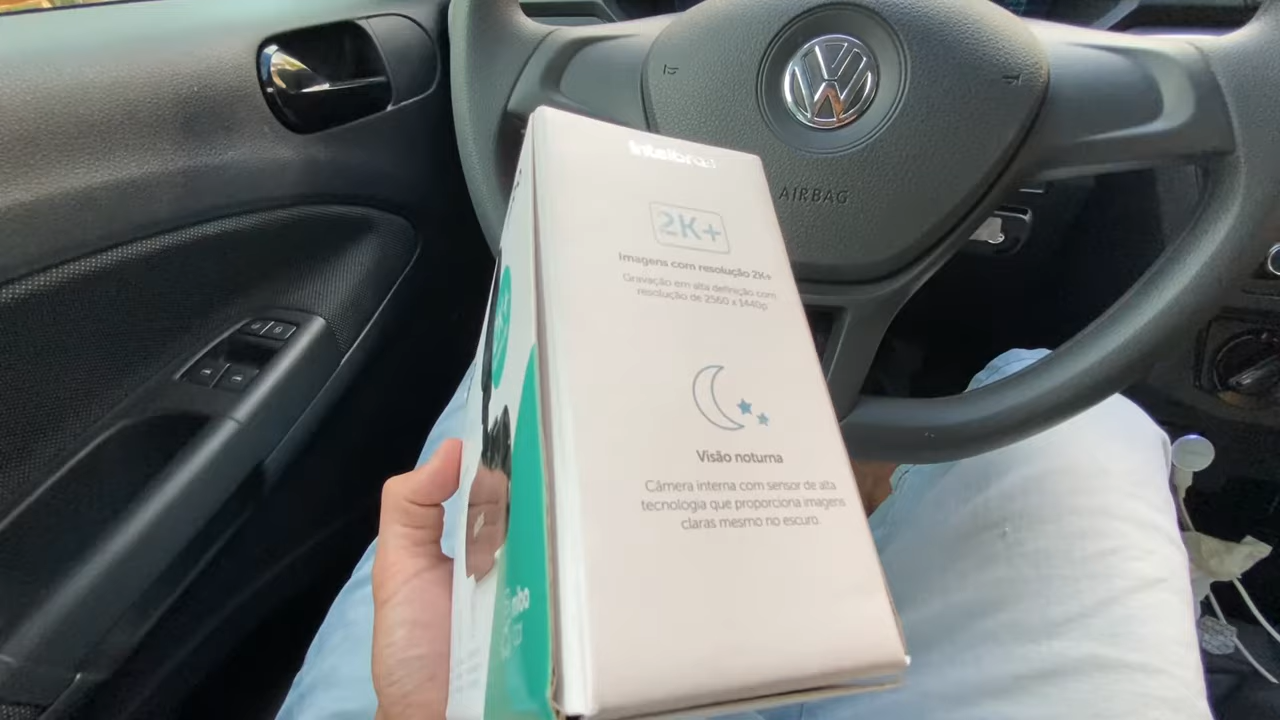 intelbras
2K+
Imagens com resolução 2K+
Gravação em alta definição com
resolução de 2560 x 1440p
Visão noturna
Câmera interna com sensor de alta
tecnologia que proporciona imagens
claras mesmo no escuro.
AIRBAG